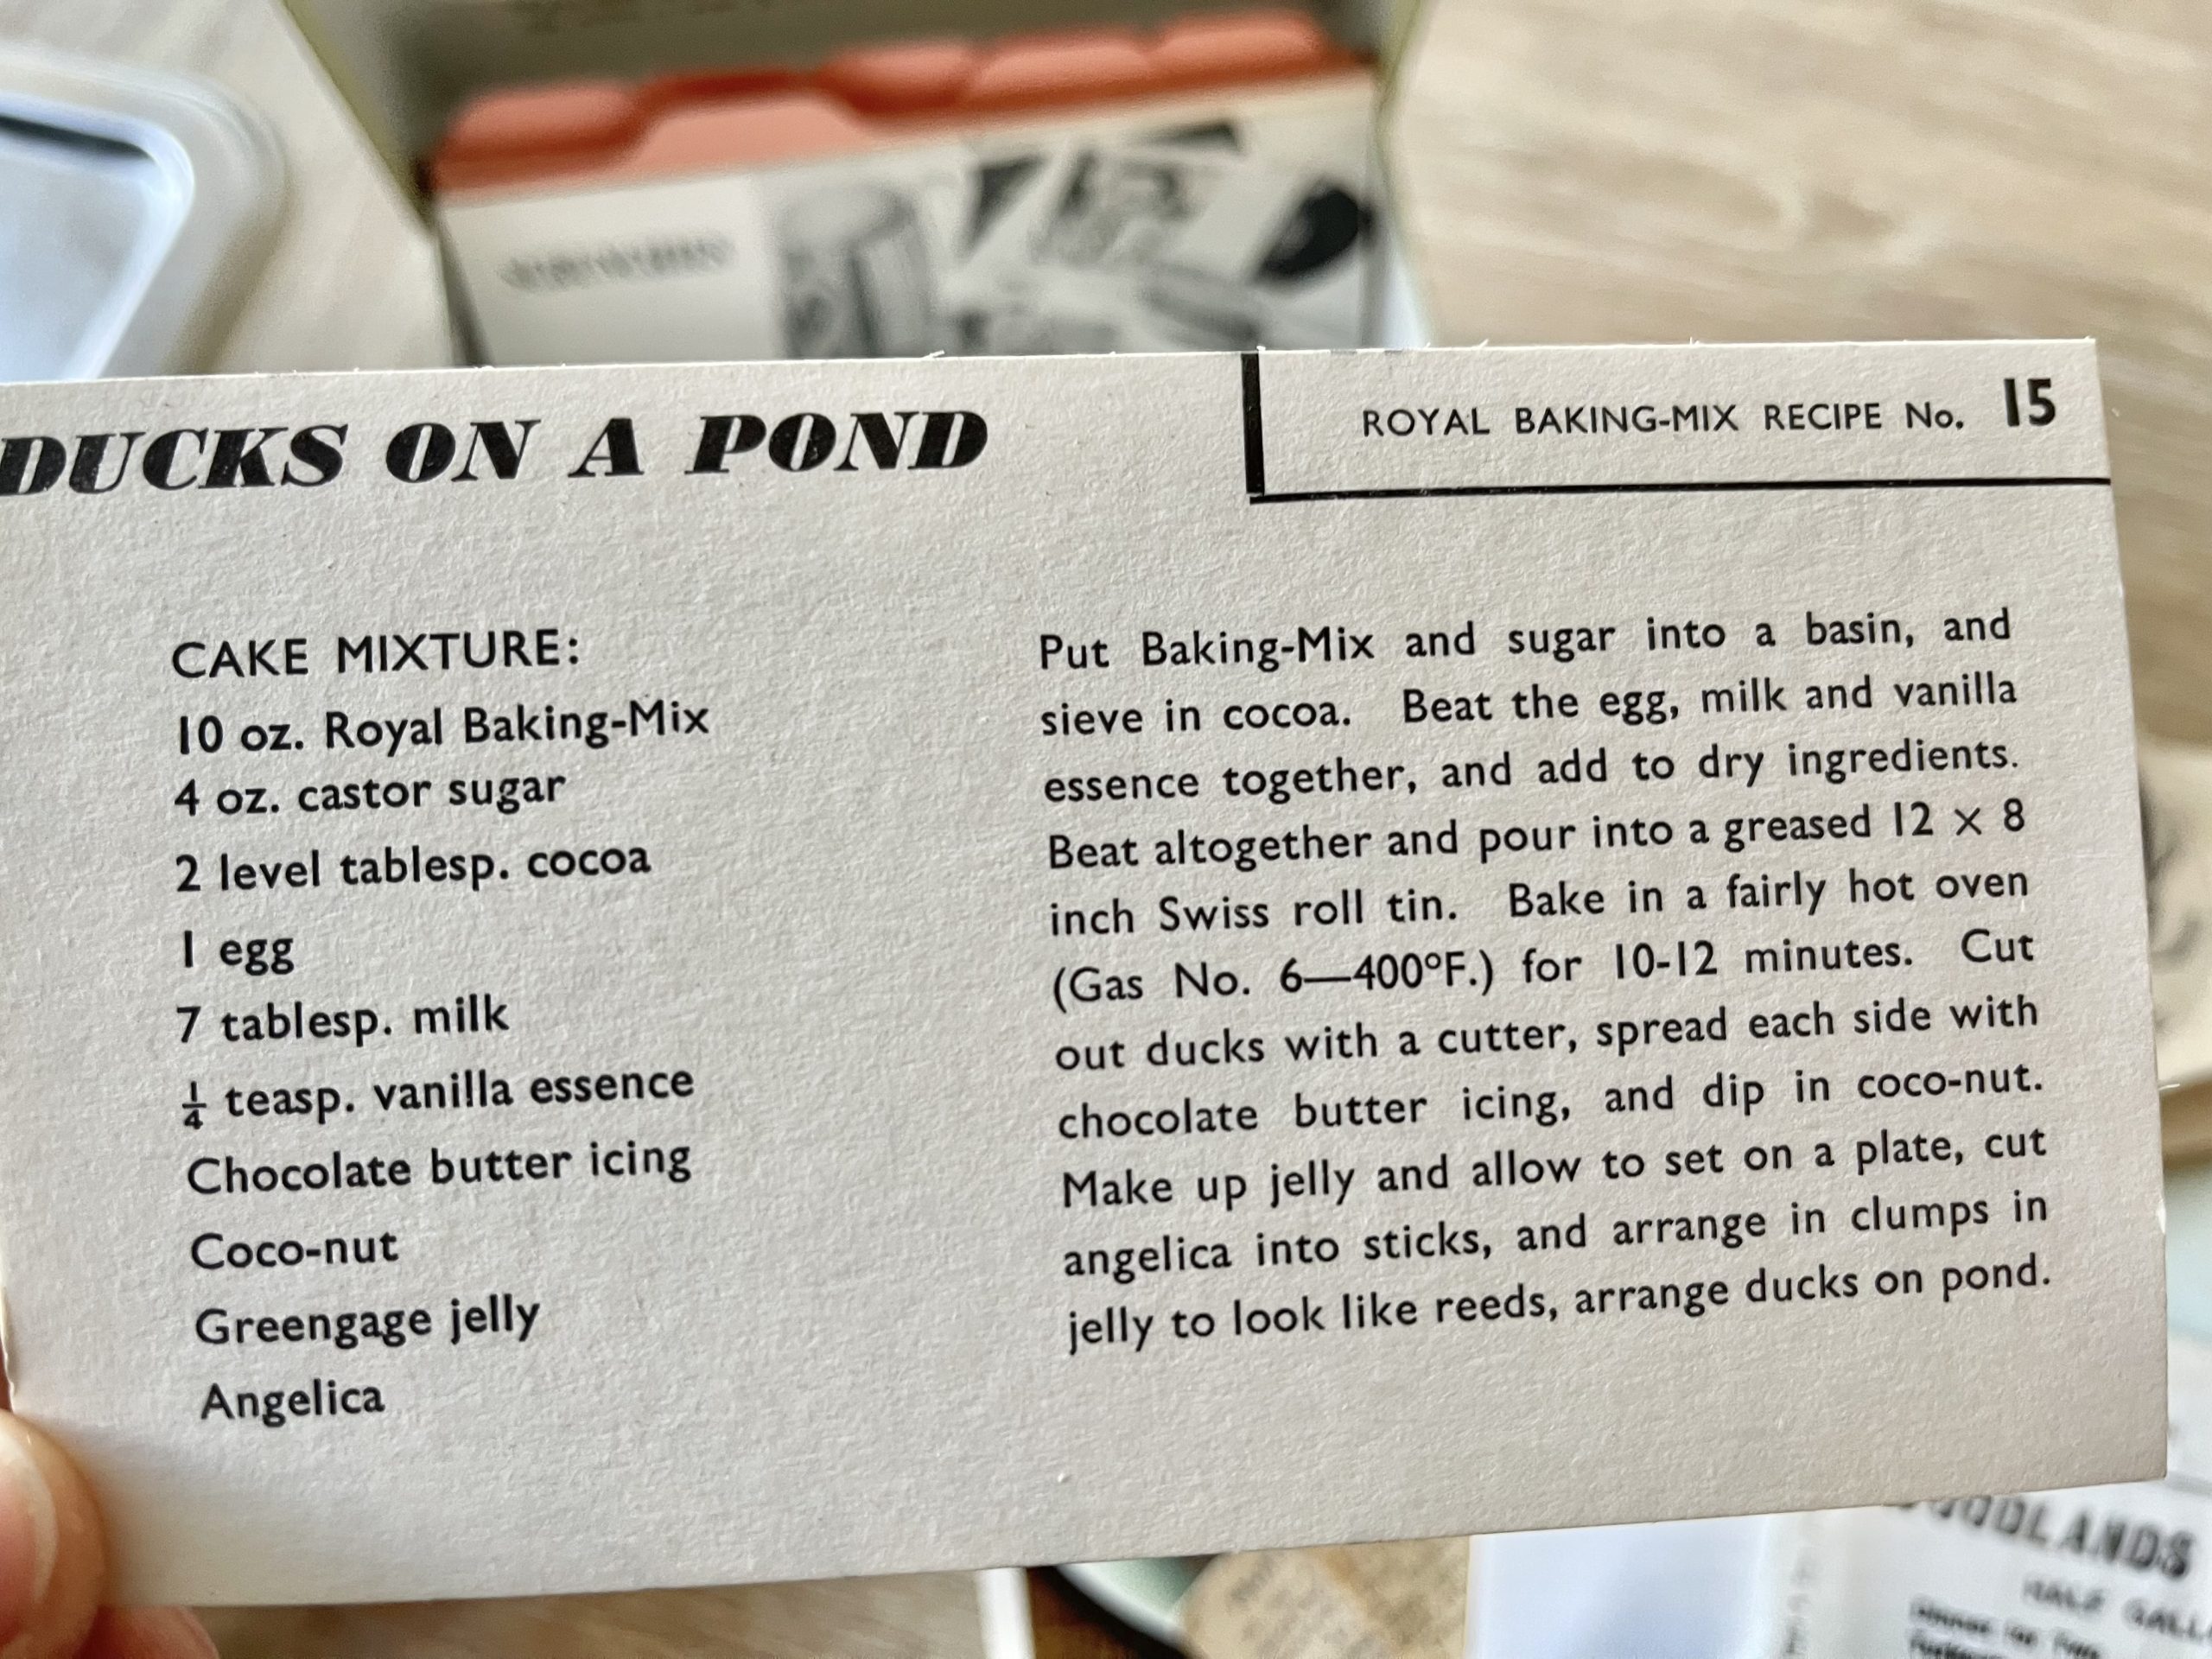 DUCKS ON A POND
ROYAL BAKING-MIX RECIPE No. 15
CAKE MIXTURE:
10 oz. Royal Baking-Mix
4 oz. castor sugar
2 level tablesp. cocoa
1 egg
7 tablesp. milk
¼ teasp. vanilla essence
Chocolate butter icing
Coco-nut
Greengage jelly
Angelica
Put Baking-Mix and sugar into a basin, and
sieve in cocoa. Beat the egg, milk and vanilla
essence together, and add to dry ingredients.
Beat altogether and pour into a greased 12 × 8
inch Swiss roll tin. Bake in a fairly hot oven
(Gas No. 6—400°F.) for 10-12 minutes. Cut
out ducks with a cutter, spread each side with
chocolate butter icing, and dip in coco-nut.
Make up jelly and allow to set on a plate, cut
angelica into sticks, and arrange in clumps in
jelly to look like reeds, arrange ducks on pond.
HALF